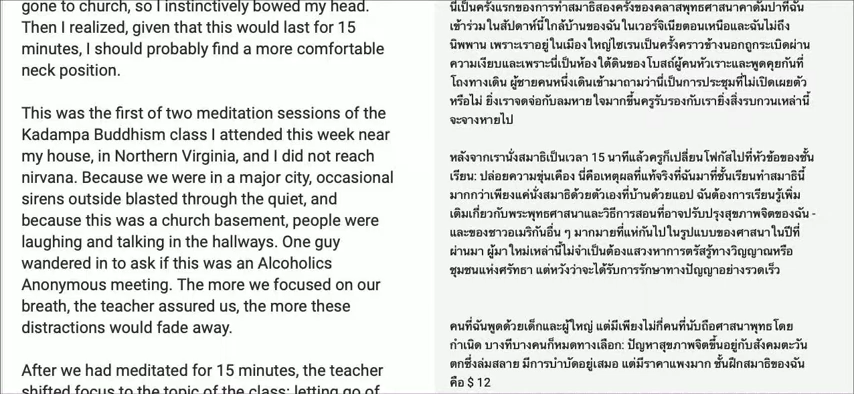 gone to church, so I instinctively bowed my head.
Then I realized, given that this would last for 15
minutes, I should probably find a more comfortable
neck position.
This was the first of two meditation sessions of the
Kadampa Buddhism class I attended this week near
my house, in Northern Virginia, and I did not reach
nirvana. Because we were in a major city, occasional
sirens outside blasted through the quiet, and
because this was a church basement, people were
laughing and talking in the hallways. One guy
wandered in to ask if this was an Alcoholics
Anonymous meeting. The more we focused on our
breath, the teacher assured us, the more these
distractions would fade away.
After we had meditated for 15 minutes, the teacher
shifted focus to the topic of the class: letting go of
นี่เป็นครั้งแรกของการทำสมาธิสองครั้งของคลาสพุทธศาสนาคาดัมปาที่ฉัน
เข้าร่วมในสัปดาห์นี้ใกล้บ้านของฉันในเวอร์จิเนียตอนเหนือและฉันไม่ถึง
นิพพาน เพราะเราอยู่ในเมืองใหญ่ไซเรนเป็นครั้งคราวข้างนอกถูกระเบิดผ่าน
ความเงียบและเพราะนี่เป็นห้องใต้ดินของโบสถ์ผู้คนหัวเราะและพูดคุยกันที่
โถงทางเดิน ผู้ชายคนหนึ่งเดินเข้ามาถามว่านี่เป็นการประชุมที่ไม่เปิดเผยตัว
หรือไม่ ยิ่งเราจดจ่อกับลมหายใจมากขึ้นครูรับรองกับเรายิ่งสิ่งรบกวนเหล่านี้
จะจางหายไป
หลังจากเรานั่งสมาธิเป็นเวลา 15 นาทีแล้วครูก็เปลี่ยนโฟกัสไปที่หัวข้อของชั้น
เรียน: ปล่อยความขุ่นเคือง นี่คือเหตุผลที่แท้จริงที่ฉันมาที่ชั้นเรียนทำสมาธินี้
มากกว่าเพียงแค่นั่งสมาธิด้วยตัวเองที่บ้านด้วยแอป ฉันต้องการเรียนรู้เพิ่ม
เติมเกี่ยวกับพระพุทธศาสนาและวิธีการสอนที่อาจปรับปรุงสุขภาพจิตของฉัน -
และของชาวอเมริกันอื่น ๆ มากมายที่แห่กันไปในรูปแบบของศาสนาในปีที่
ผ่านมา ผู้มาใหม่เหล่านี้ไม่จำเป็นต้องแสวงหาการตรัสรู้ทางวิญญาณหรือ
ชุมชนแห่งศรัทธา แต่หวังว่าจะได้รับการรักษาทางปัญญาอย่างรวดเร็ว
คนที่ฉันพูดด้วยเด็กและผู้ใหญ่ แต่มีเพียงไม่กี่คนที่นับถือศาสนาพุทธโดย
กำเนิด บางทีบางคนก็หมดทางเลือก: ปัญหาสุขภาพจิตขึ้นอยู่กับสังคมตะวัน
ตกซึ่งล่มสลาย มีการบำบัดอยู่เสมอ แต่มีราคาแพงมาก ชั้นฝึกสมาธิของฉัน
คือ $ 12